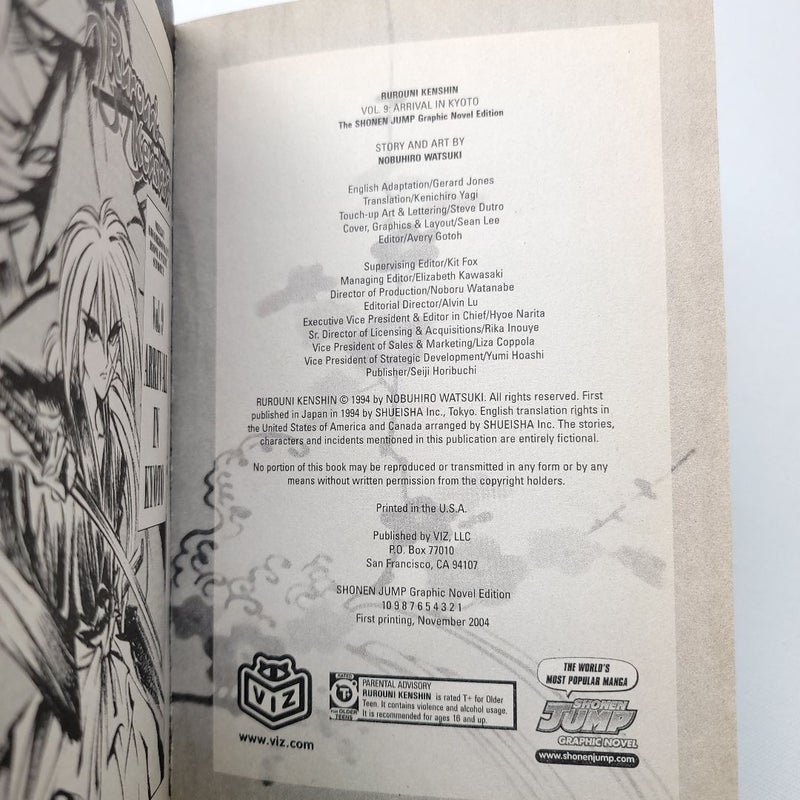 Rurouni
Kenshin
Vol. 9
ARRIVAL
IN
KYOTO
RUROUNI KENSHIN
VOL. 9: ARRIVAL IN KYOTO
The SHONEN JUMP Graphic Novel Edition
STORY AND ART BY
NOBUHIRO WATSUKI
English Adaptation/Gerard Jones
Translation/Kenichiro Yagi
Touch-up Art & Lettering/Steve Dutro
Cover, Graphics & Layout/Sean Lee
Editor/Avery Gotoh
Supervising Editor/Kit Fox
Managing Editor/Elizabeth Kawasaki
Director of Production/Noboru Watanabe
Editorial Director/Alvin Lu
Executive Vice President & Editor in Chief/Hyoe Narita
Sr. Director of Licensing & Acquisitions/Rika Inouye
Vice President of Sales & Marketing/Liza Coppola
Vice President of Strategic Development/Yumi Hoashi
Publisher/Seiji Horibuchi
RUROUNI KENSHIN © 1994 by NOBUHIRO WATSUKI. All rights reserved. First
published in Japan in 1994 by SHUEISHA Inc., Tokyo. English translation rights in
the United States of America and Canada arranged by SHUEISHA Inc. The stories,
characters and incidents mentioned in this publication are entirely fictional.
No portion of this book may be reproduced or transmitted in any form or by any
means without written permission from the copyright holders.
Printed in the U.S.A.
Published by VIZ, LLC
P.O. Box 77010
San Francisco, CA 94107
SHONEN JUMP Graphic Novel Edition
10 9 8 7 6 5 4 3 2 1
First printing, November 2004
VIZ
www.viz.com
RATED
T+
FOR OLDER
TEENS
PARENTAL ADVISORY
RUROUNI KENSHIN is rated T+ for Older
Teen. It contains violence and alcohol usage.
It is recommended for ages 16 and up.
THE WORLD'S
MOST POPULAR MANGA
SHONEN
JUMP
GRAPHIC NOVEL
www.shonenjump.com